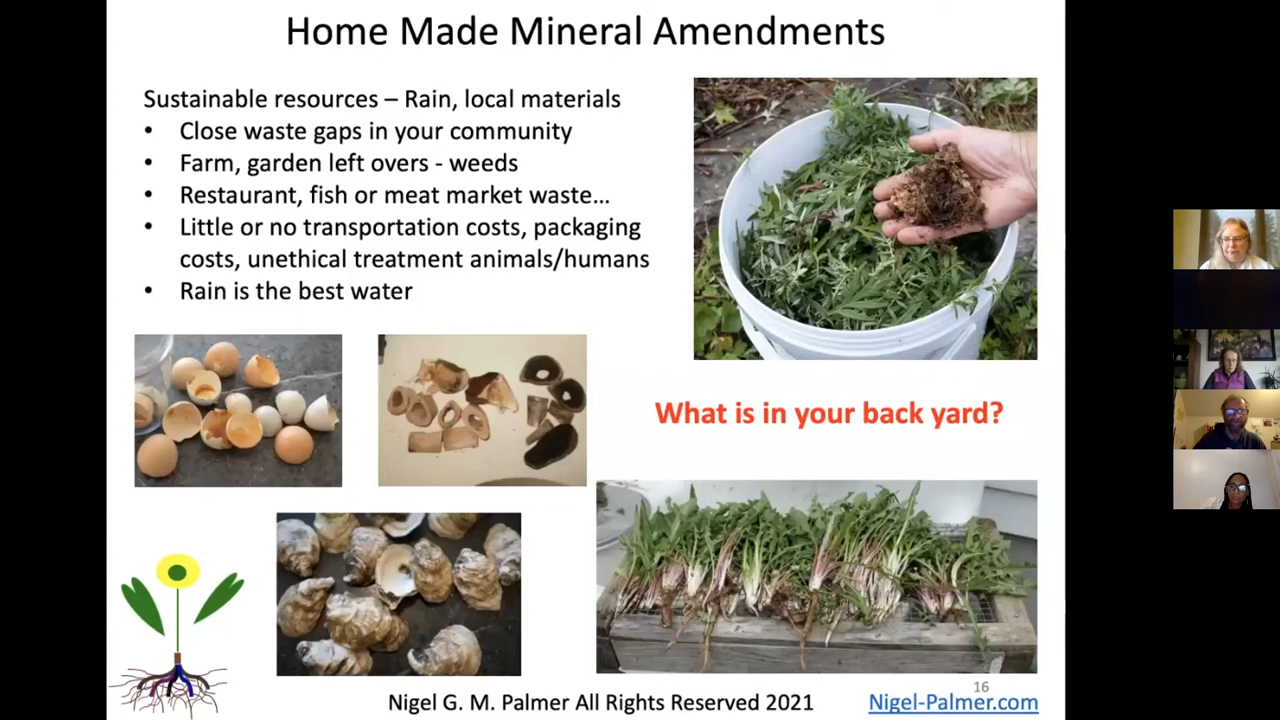 Home Made Mineral Amendments
Sustainable resources – Rain, local materials
• Close waste gaps in your community
• Farm, garden left overs - weeds
• Restaurant, fish or meat market waste…
• Little or no transportation costs, packaging
costs, unethical treatment animals/humans
• Rain is the best water
What is in your back yard?
16
Nigel G. M. Palmer All Rights Reserved 2021
Nigel-Palmer.com